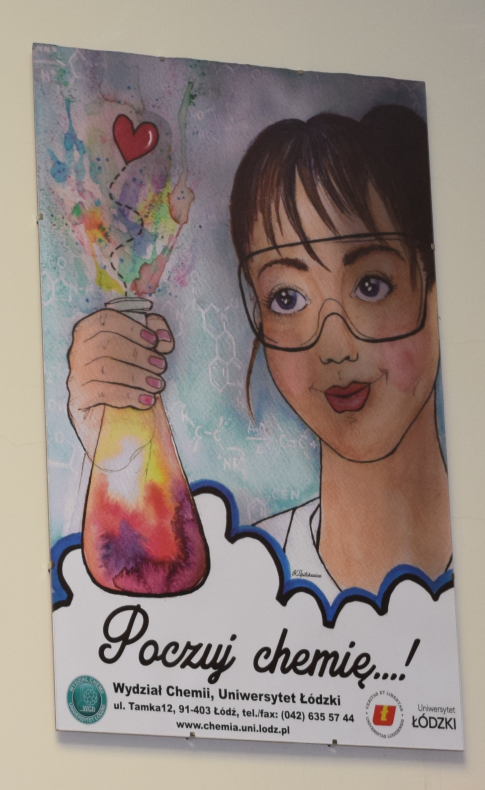 Poczuj chemię....!
Wydział Chemii, Uniwersytet Łódzki
ul. Tamka12, 91-403 Łódź, tel./fax: (042) 635 57 44
www.chemia.uni.lodz.pl
Uniwersytet
ŁÓDZKI